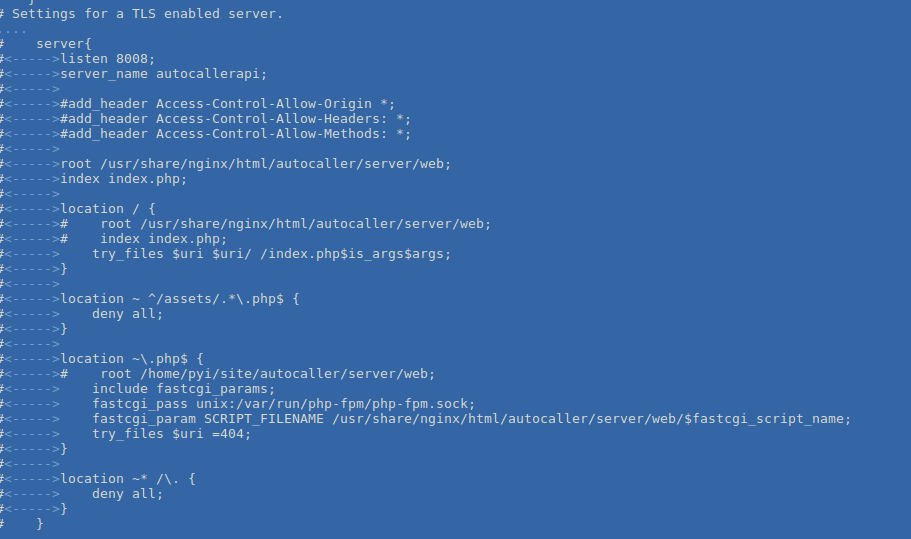 }
# Settings for a TLS enabled server.
....
#    server{
#<----->listen 8008;
#<----->server_name autocallerapi;
#<----->
#<----->#add_header Access-Control-Allow-Origin *;
#<----->#add_header Access-Control-Allow-Headers: *;
#<----->#add_header Access-Control-Allow-Methods: *;
#<----->
#<----->root /usr/share/nginx/html/autocaller/server/web;
#<----->index index.php;
#<----->
#<----->location / {
#<----->#    root /usr/share/nginx/html/autocaller/server/web;
#<----->#    index index.php;
#<----->    try_files $uri $uri/ /index.php$is_args$args;
#<----->}
#<----->
#<----->location ~ ^/assets/.*\.php$ {
#<----->    deny all;
#<----->}
#<----->
#<----->location ~\.php$ {
#<----->#    root /home/pyi/site/autocaller/server/web;
#<----->    include fastcgi_params;
#<----->    fastcgi_pass unix:/var/run/php-fpm/php-fpm.sock;
#<----->    fastcgi_param SCRIPT_FILENAME /usr/share/nginx/html/autocaller/server/web/$fastcgi_script_name;
#<----->    try_files $uri =404;
#<----->}
#<----->
#<----->location ~* /\. {
#<----->    deny all;
#<----->}
#    }